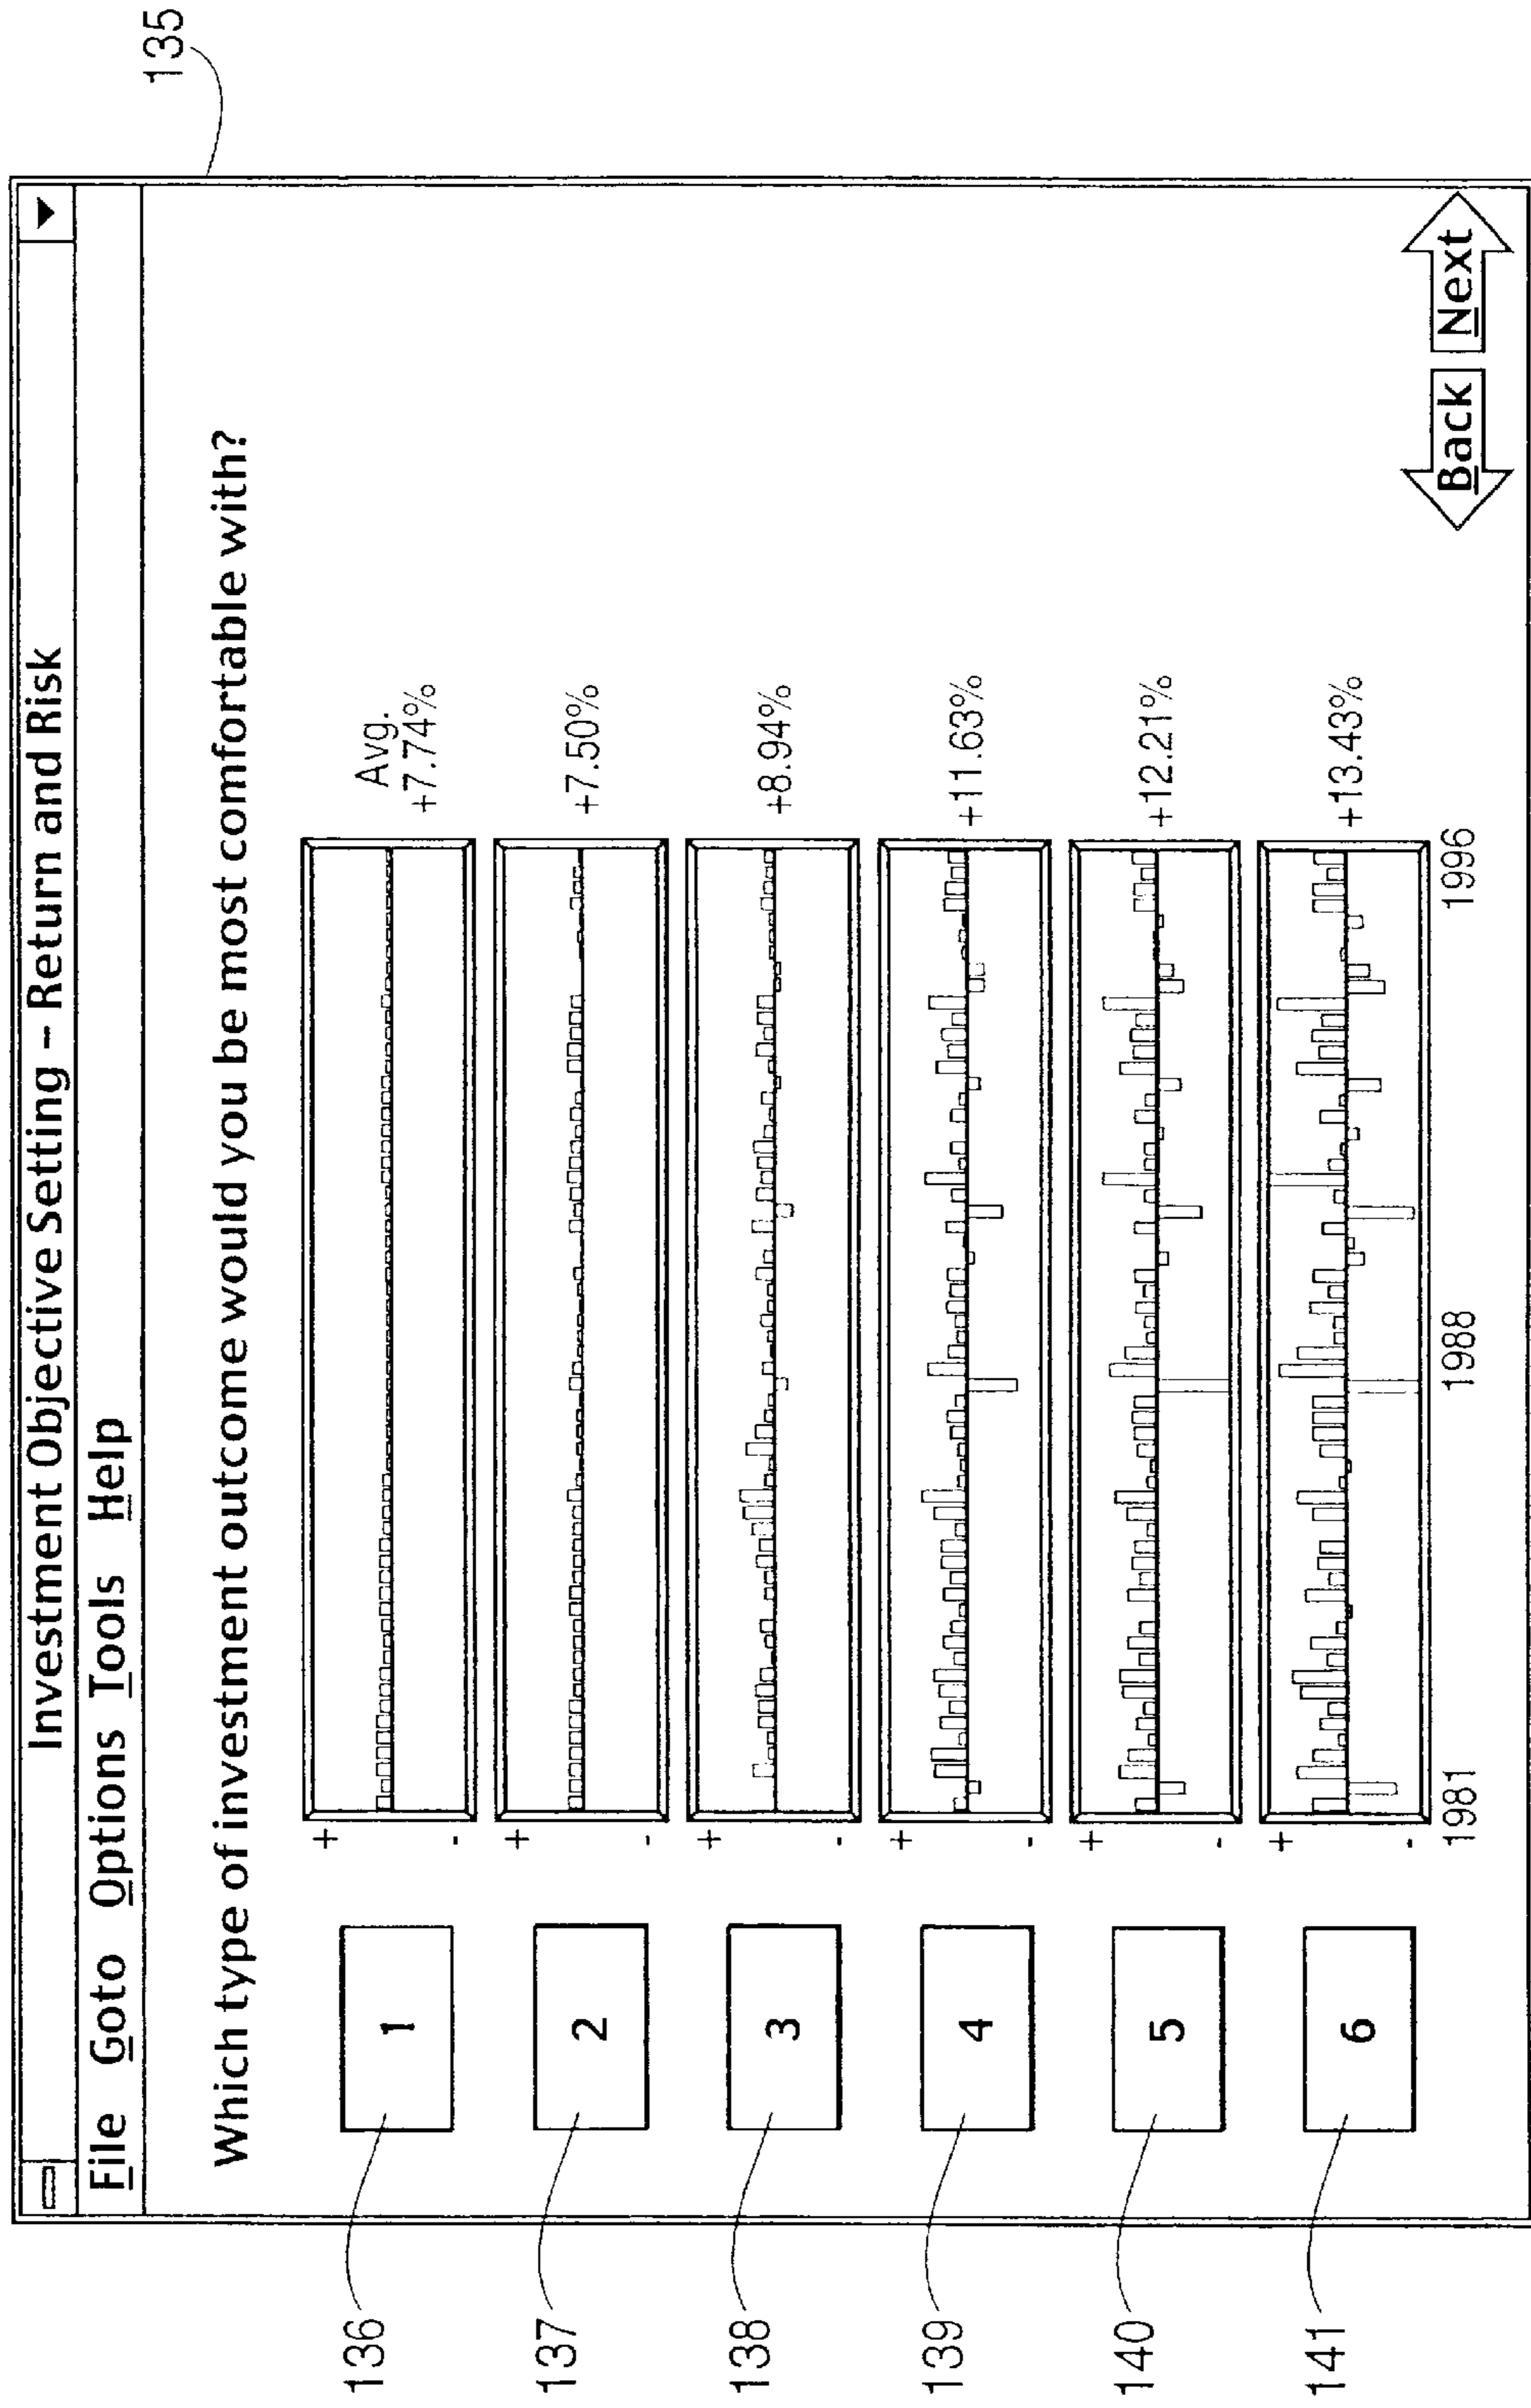 135
Investment Objective Setting – Return and Risk
File Goto Options Tools Help
Which type of investment outcome would you be most comfortable with?
Avg.
136 1 + - +7.74%
137 2 + - +7.50%
138 3 + - +8.94%
139 4 + - +11.63%
140 5 + - +12.21%
141 6 + - +13.43%
1981 1988 1996
Back Next